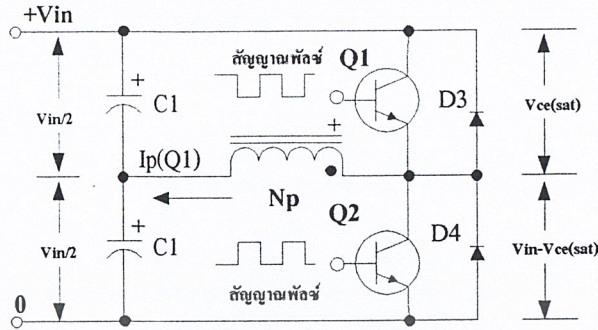 +Vin
สัญญาณพัลซ์
Q1
+
C1
D3
Vin/2
Vce(sat)
+
Ip(Q1)
Np
Q2
+
C1
D4
Vin/2
Vin-Vce(sat)
สัญญาณพัลซ์
0